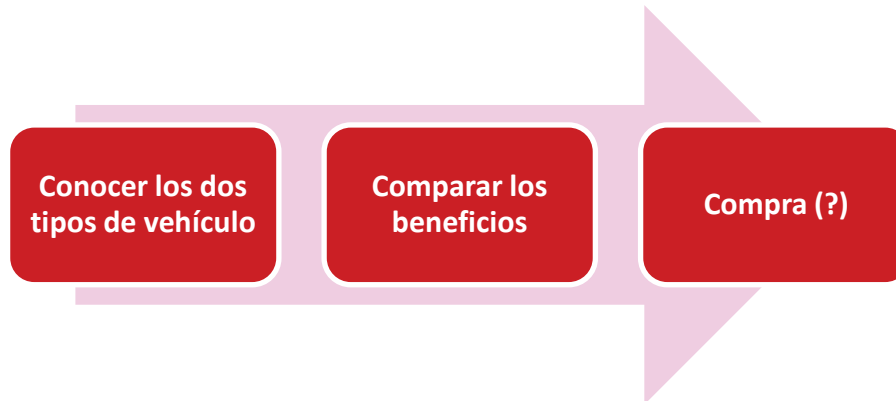 Conocer los dos
tipos de vehículo
Comparar los
beneficios
Compra (?)